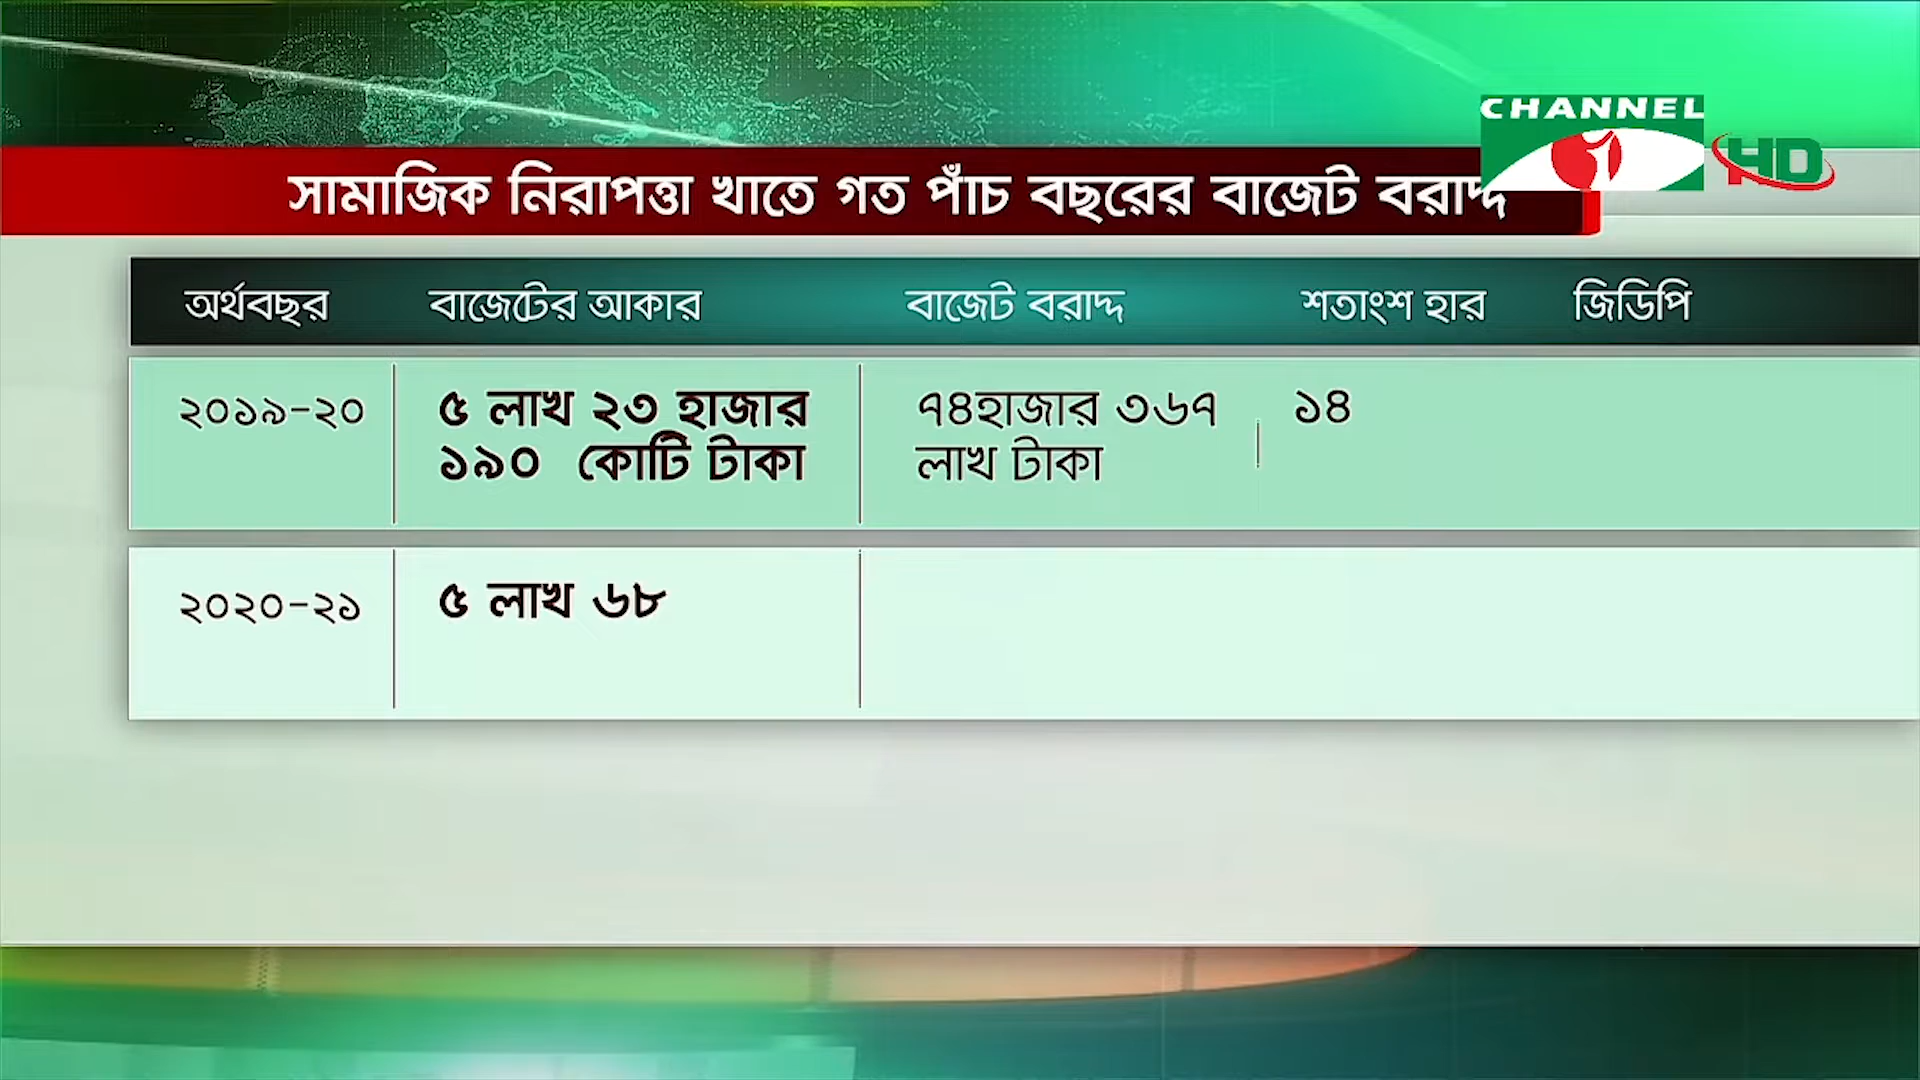 CHANNEL
HD
সামাজিক নিরাপত্তা খাতে গত পাঁচ বছরের বাজেট বরাদ্দ
অর্থবছর বাজেটের আকার বাজেট বরাদ্দ শতাংশ হার জিডিপি
২০১৯-২০ ৫ লাখ ২৩ হাজার ৭৪হাজার ৩৬৭ ১৪
১৯০ কোটি টাকা লাখ টাকা
২০২০-২১ ৫ লাখ ৬৮